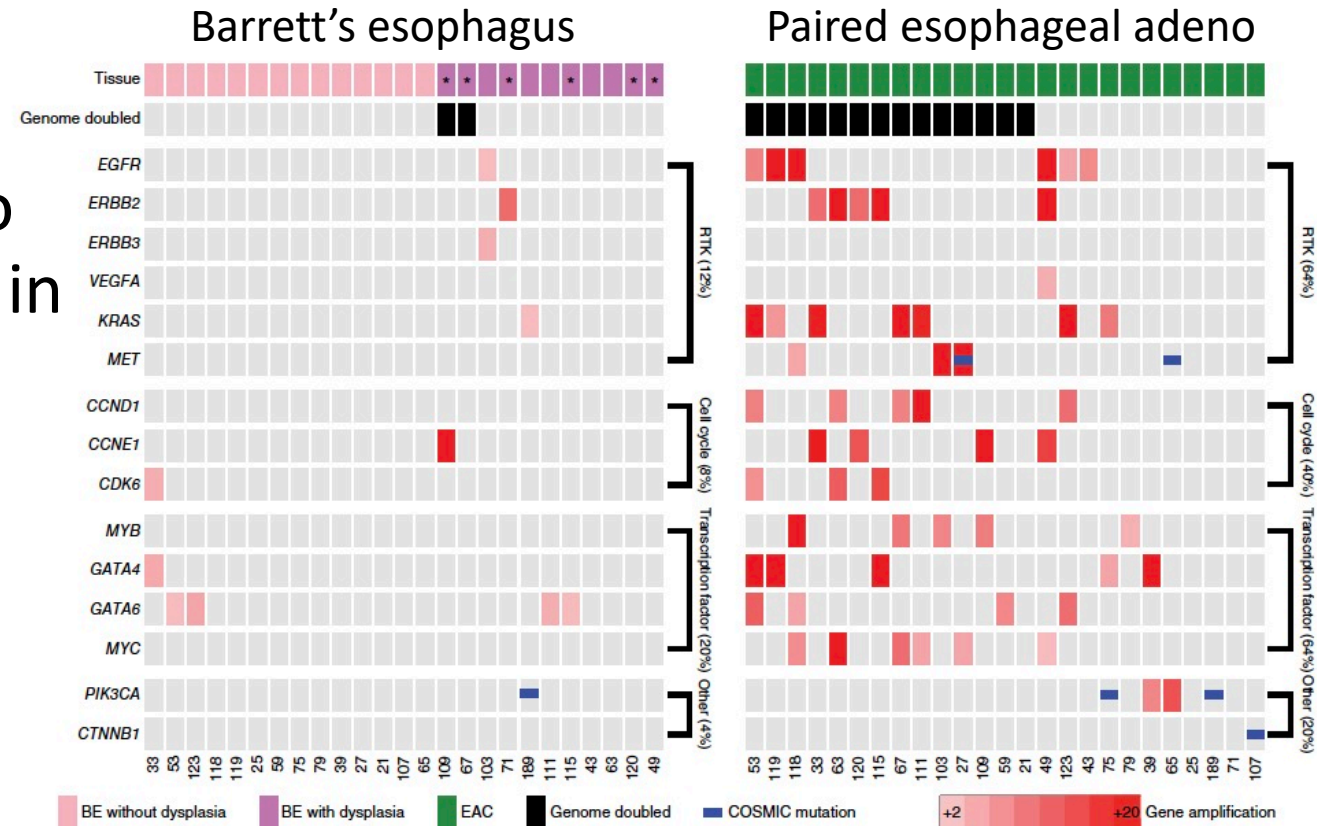 Barrett's esophagus
Paired esophageal adeno
Tissue
* * * * * *
Genome doubled
o
in
EGFR
ERBB2
ERBB3
VEGFA
KRAS
MET
RTK (12%)
RTK (64%)
CCND1
CCNE1
CDK6
Cell cycle (8%)
Cell cycle (40%)
MYB
GATA4
GATA6
MYC
Transcription factor (20%)
Transcription factor (64%)
PIK3CA
CTNNB1
Other (4%)
Other (20%)
33 53 123 118 119 25 59 75 79 39 27 21 107 65 109 67 103 71 189 111 115 43 63 120 49
53 119 118 33 63 120 115 67 111 103 27 109 59 21 49 123 43 75 79 39 65 25 189 71 107
BE without dysplasia
BE with dysplasia
EAC
Genome doubled
COSMIC mutation
+2
+20
Gene amplification